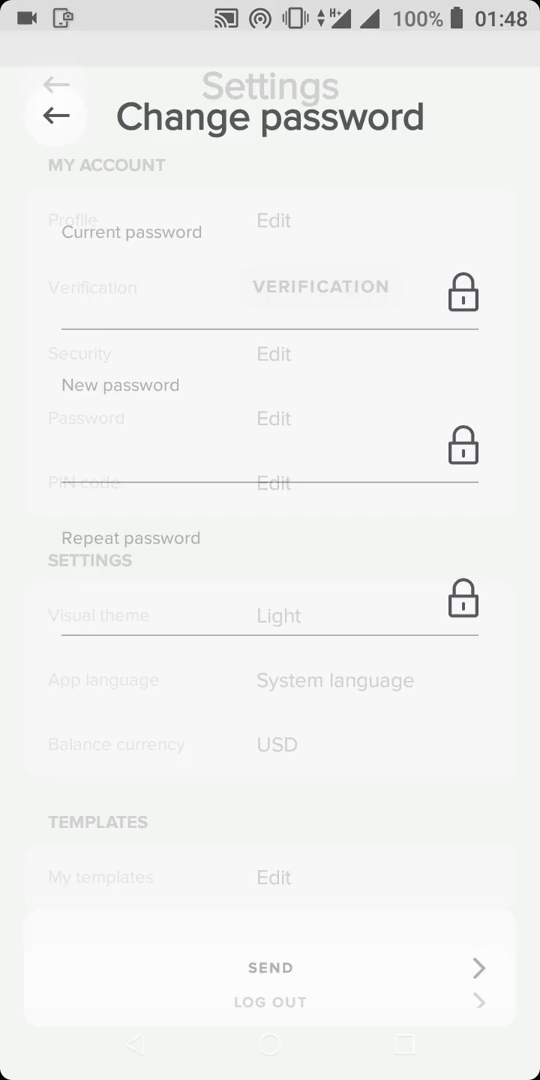 H+ 100% 01:48
Settings
Change password
MY ACCOUNT
Profile Edit
Current password
Verification VERIFICATION
Security Edit
New password
Password Edit
PIN code Edit
Repeat password
SETTINGS
Visual theme Light
App language System language
Balance currency USD
TEMPLATES
My templates Edit
SEND
LOG OUT